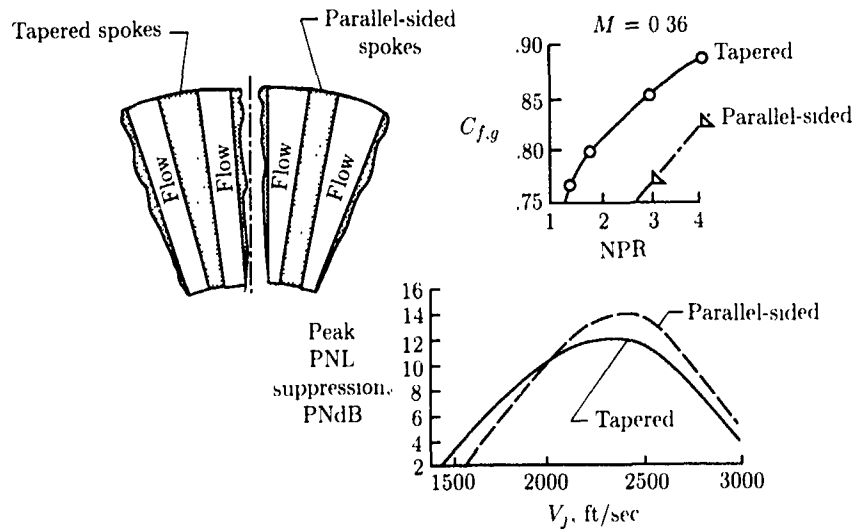 Tapered spokes
Parallel-sided
spokes
Flow
Flow
Flow
Flow
M = 0 36
.90
.85
.80
.75
C_{f,g}
Tapered
Parallel-sided
1
2
3
4
NPR
16
14
12
10
8
6
4
2
Peak
PNL
suppression,
PNdB
Parallel-sided
Tapered
1500
2000
2500
3000
V_j, ft/sec